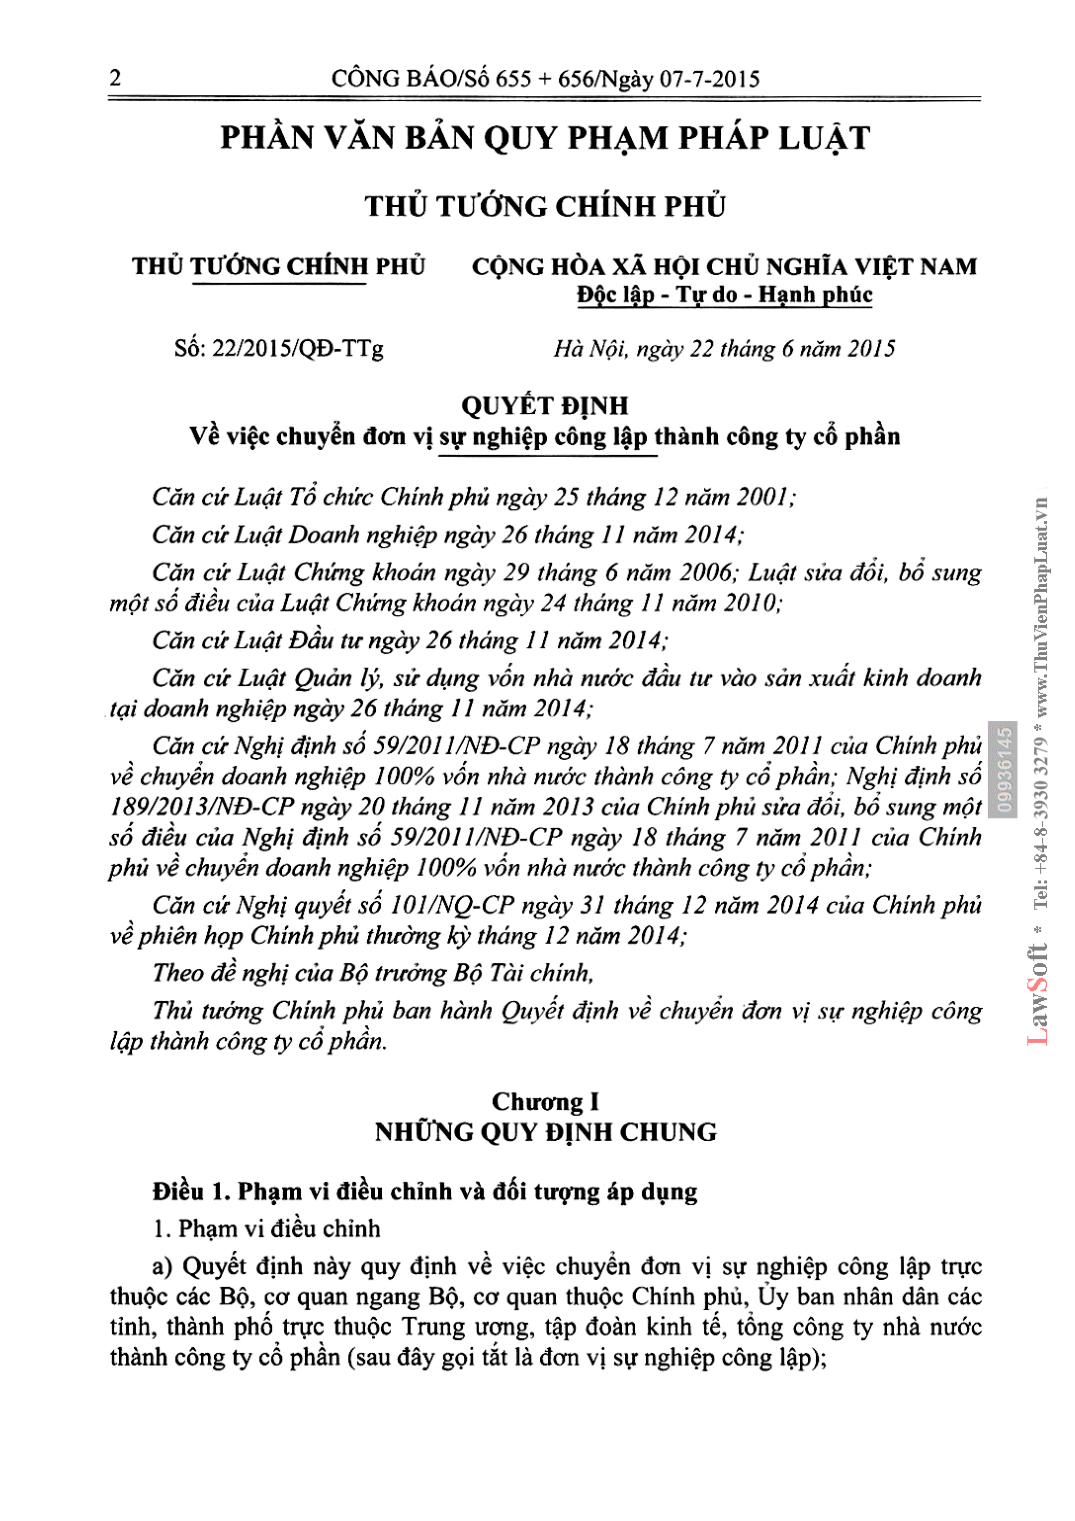 2
CÔNG BÁO/Số 655 + 656/Ngày 07-7-2015
PHẦN VĂN BẢN QUY PHẠM PHÁP LUẬT
THỦ TƯỚNG CHÍNH PHỦ
THỦ TƯỚNG CHÍNH PHỦ
CỘNG HÒA XÃ HỘI CHỦ NGHĨA VIỆT NAM
Độc lập - Tự do - Hạnh phúc
Số: 22/2015/QĐ-TTg
Hà Nội, ngày 22 tháng 6 năm 2015
QUYẾT ĐỊNH
Về việc chuyển đơn vị sự nghiệp công lập thành công ty cổ phần
Căn cứ Luật Tổ chức Chính phủ ngày 25 tháng 12 năm 2001;
Căn cứ Luật Doanh nghiệp ngày 26 tháng 11 năm 2014;
Căn cứ Luật Chứng khoán ngày 29 tháng 6 năm 2006; Luật sửa đổi, bổ sung
một số điều của Luật Chứng khoán ngày 24 tháng 11 năm 2010;
Căn cứ Luật Đầu tư ngày 26 tháng 11 năm 2014;
Căn cứ Luật Quản lý, sử dụng vốn nhà nước đầu tư vào sản xuất kinh doanh
tại doanh nghiệp ngày 26 tháng 11 năm 2014;
Căn cứ Nghị định số 59/2011/NĐ-CP ngày 18 tháng 7 năm 2011 của Chính phủ
về chuyển doanh nghiệp 100% vốn nhà nước thành công ty cổ phần; Nghị định số
189/2013/NĐ-CP ngày 20 tháng 11 năm 2013 của Chính phủ sửa đổi, bổ sung một
số điều của Nghị định số 59/2011/NĐ-CP ngày 18 tháng 7 năm 2011 của Chính
phủ về chuyển doanh nghiệp 100% vốn nhà nước thành công ty cổ phần;
Căn cứ Nghị quyết số 101/NQ-CP ngày 31 tháng 12 năm 2014 của Chính phủ
về phiên họp Chính phủ thường kỳ tháng 12 năm 2014;
Theo đề nghị của Bộ trưởng Bộ Tài chính,
Thủ tướng Chính phủ ban hành Quyết định về chuyển đơn vị sự nghiệp công
lập thành công ty cổ phần.
Chương I
NHỮNG QUY ĐỊNH CHUNG
Điều 1. Phạm vi điều chỉnh và đối tượng áp dụng
1. Phạm vi điều chỉnh
a) Quyết định này quy định về việc chuyển đơn vị sự nghiệp công lập trực
thuộc các Bộ, cơ quan ngang Bộ, cơ quan thuộc Chính phủ, Ủy ban nhân dân các
tỉnh, thành phố trực thuộc Trung ương, tập đoàn kinh tế, tổng công ty nhà nước
thành công ty cổ phần (sau đây gọi tắt là đơn vị sự nghiệp công lập);
09936145
LawSoft * Tel: +84-8-3930 3279 * www.ThuVienPhapLuat.vn